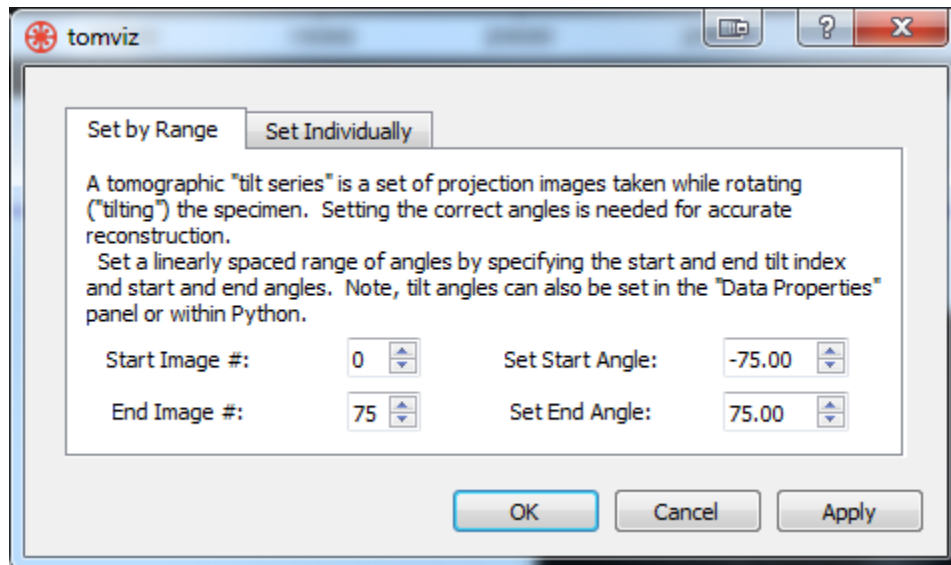 tomviz
Set by Range Set Individually
A tomographic "tilt series" is a set of projection images taken while rotating
("tilting") the specimen.  Setting the correct angles is needed for accurate
reconstruction.
Set a linearly spaced range of angles by specifying the start and end tilt index
and start and end angles.  Note, tilt angles can also be set in the "Data Properties"
panel or within Python.
Start Image #: 0 Set Start Angle: -75.00
End Image #: 75 Set End Angle: 75.00
OK Cancel Apply